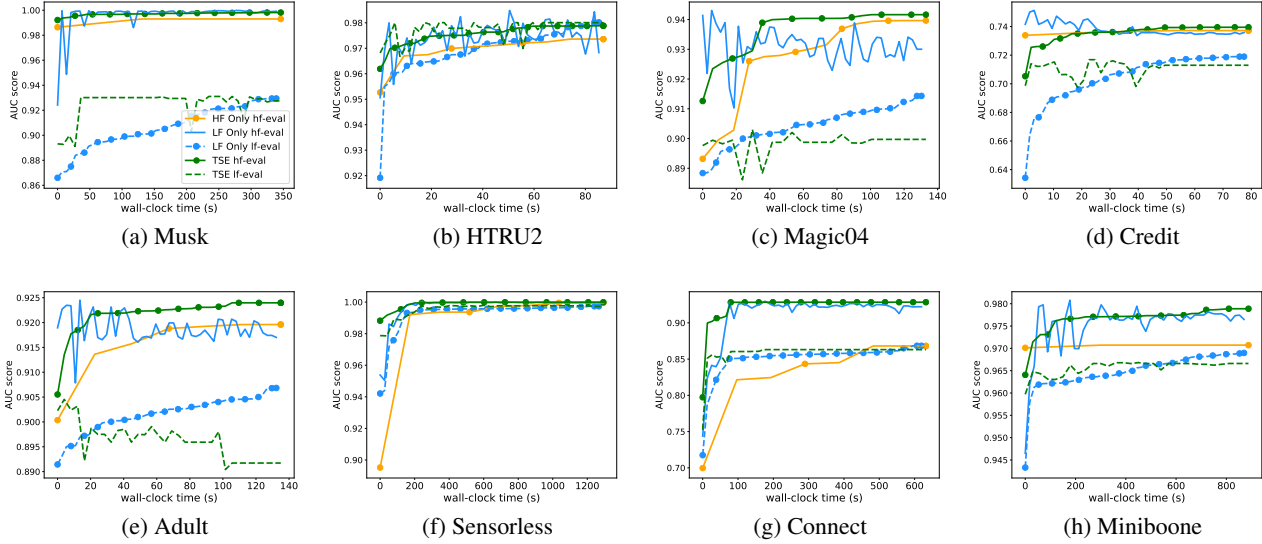 1.00
0.98
0.96
0.94
0.92
0.90
0.88
0.86
AUC score
0 50 100 150 200 250 300 350
wall-clock time (s)
HF Only hf-eval
LF Only hf-eval
LF Only lf-eval
TSE hf-eval
TSE lf-eval
(a) Musk
0.98
0.97
0.96
0.95
0.94
0.93
0.92
AUC score
0 20 40 60 80
wall-clock time (s)
(b) HTRU2
0.94
0.93
0.92
0.91
0.90
0.89
AUC score
0 20 40 60 80 100 120 140
wall-clock time (s)
(c) Magic04
0.74
0.72
0.70
0.68
0.66
0.64
AUC score
0 10 20 30 40 50 60 70 80
wall-clock time (s)
(d) Credit
0.925
0.920
0.915
0.910
0.905
0.900
0.895
0.890
AUC score
0 20 40 60 80 100 120 140
wall-clock time (s)
(e) Adult
1.00
0.98
0.96
0.94
0.92
0.90
AUC score
0 200 400 600 800 1000 1200
wall-clock time (s)
(f) Sensorless
0.90
0.85
0.80
0.75
0.70
AUC score
0 100 200 300 400 500 600
wall-clock time (s)
(g) Connect
0.980
0.975
0.970
0.965
0.960
0.955
0.950
0.945
AUC score
0 200 400 600 800
wall-clock time (s)
(h) Miniboone